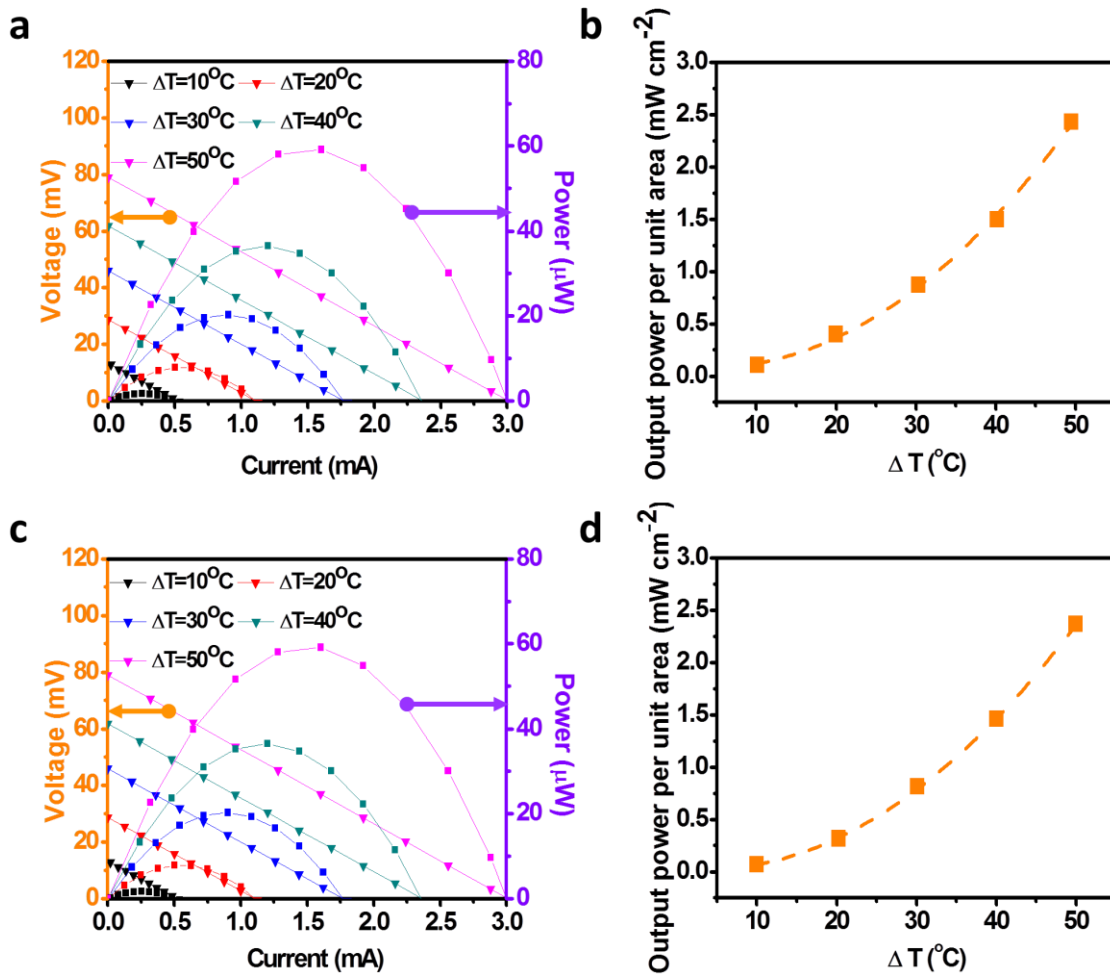 a
120
100
80
60
40
20
0
Voltage (mV)
ΔT=10°C ΔT=20°C
ΔT=30°C ΔT=40°C
ΔT=50°C
80
60
40
20
0
Power (μW)
0.0 0.5 1.0 1.5 2.0 2.5 3.0
Current (mA)
b
Output power per unit area (mW cm-2)
3.0
2.5
1.5
1.0
0.5
0.0
10 20 30 40 50
Δ T (°C)
c
120
100
80
60
40
20
0
Voltage (mV)
ΔT=10°C ΔT=20°C
ΔT=30°C ΔT=40°C
ΔT=50°C
80
60
40
20
0
Power (μW)
0.0 0.5 1.0 1.5 2.0 2.5 3.0
Current (mA)
d
Output power per unit area (mW cm-2)
3.0
2.5
1.5
1.0
0.5
0.0
10 20 30 40 50
Δ T (°C)